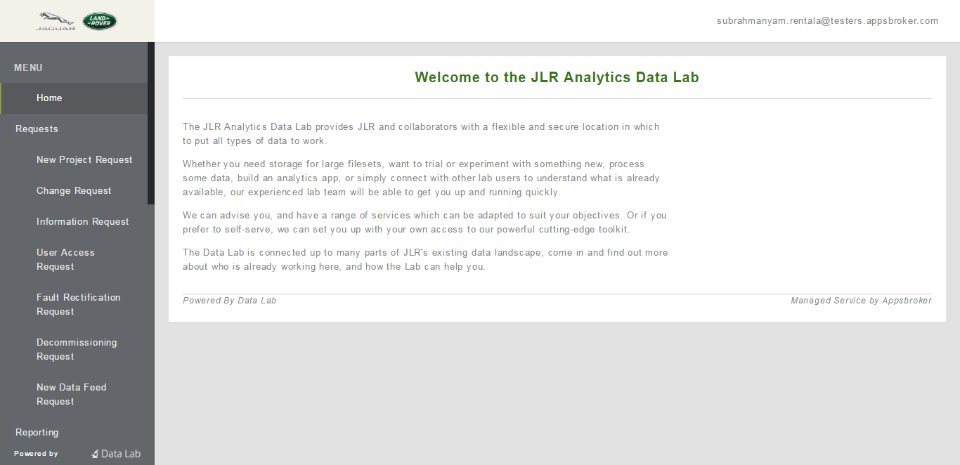 JAGUAR
LAND-
ROVER
subrahmanyam.rentala@testers.appsbroker.com
MENU
Home
Requests
New Project Request
Change Request
Information Request
User Access
Request
Fault Rectification
Request
Decommissioning
Request
New Data Feed
Request
Reporting
Powered by
Data Lab
Welcome to the JLR Analytics Data Lab
The JLR Analytics Data Lab provides JLR and collaborators with a flexible and secure location in which
to put all types of data to work.
Whether you need storage for large filesets, want to trial or experiment with something new, process
some data, build an analytics app, or simply connect with other lab users to understand what is already
available, our experienced lab team will be able to get you up and running quickly.
We can advise you, and have a range of services which can be adapted to suit your objectives. Or if you
prefer to self-serve, we can set you up with your own access to our powerful cutting-edge toolkit.
The Data Lab is connected up to many parts of JLR's existing data landscape; come in and find out more
about who is already working here, and how the Lab can help you.
Powered By Data Lab
Managed Service by Appsbroker